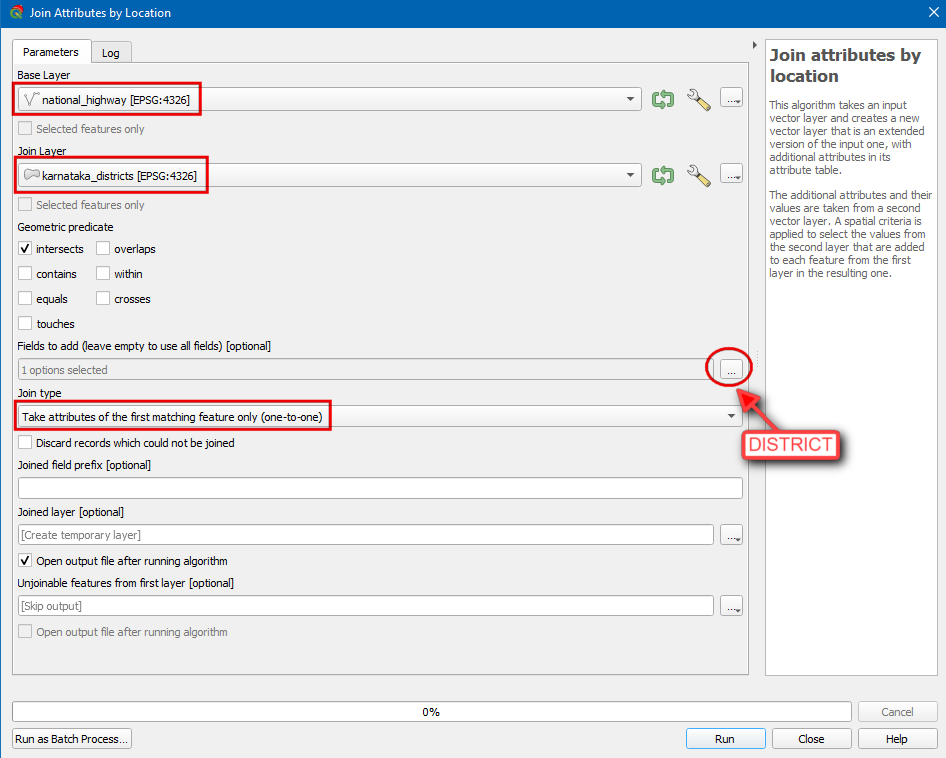 Join Attributes by Location
Parameters
Log
Base Layer
national_highway [EPSG:4326]
...
Selected features only
Join Layer
karnataka_districts [EPSG:4326]
...
Selected features only
Geometric predicate
intersects
overlaps
contains
within
equals
crosses
touches
Fields to add (leave empty to use all fields) [optional]
1 options selected
...
Join type
Take attributes of the first matching feature only (one-to-one)
DISTRICT
Discard records which could not be joined
Joined field prefix [optional]
Joined layer [optional]
[Create temporary layer]
...
Open output file after running algorithm
Unjoinable features from first layer [optional]
[Skip output]
...
Open output file after running algorithm
Join attributes by
location
This algorithm takes an input
vector layer and creates a new
vector layer that is an extended
version of the input one, with
additional attributes in its
attribute table.
The additional attributes and their
values are taken from a second
vector layer. A spatial criteria is
applied to select the values from
the second layer that are added
to each feature from the first
layer in the resulting one.
0%
Cancel
Run as Batch Process...
Run
Close
Help